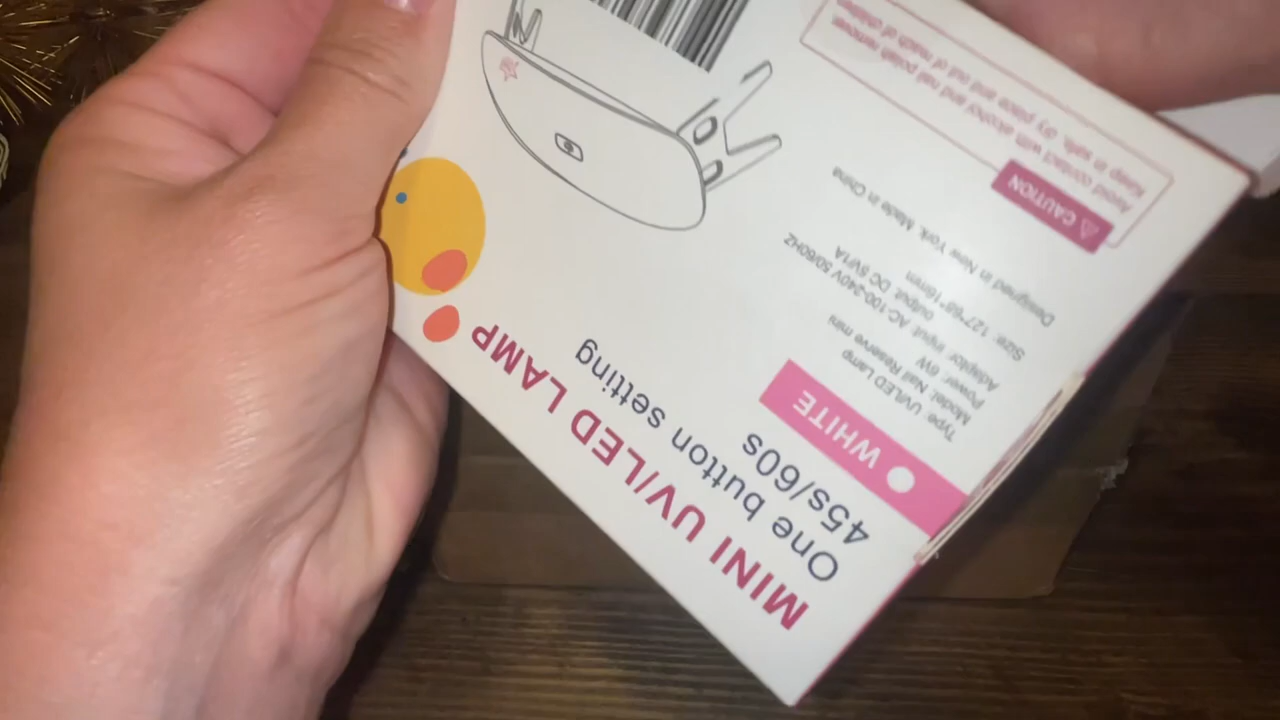 MINI UV/LED LAMP
One button setting
45s/60s
WHITE
Type: UV/LED Lamp
Model: Nail Reserve mini
Power: 6W
Adaptor: Input: AC 100-240V 50/60HZ
output: DC 5V/1A
Size: 127*68*16mm
Designed in New York. Made in China
CAUTION
Avoid contact with alcohol and nail polish remover.
Keep in safe, dry place and out of reach of children